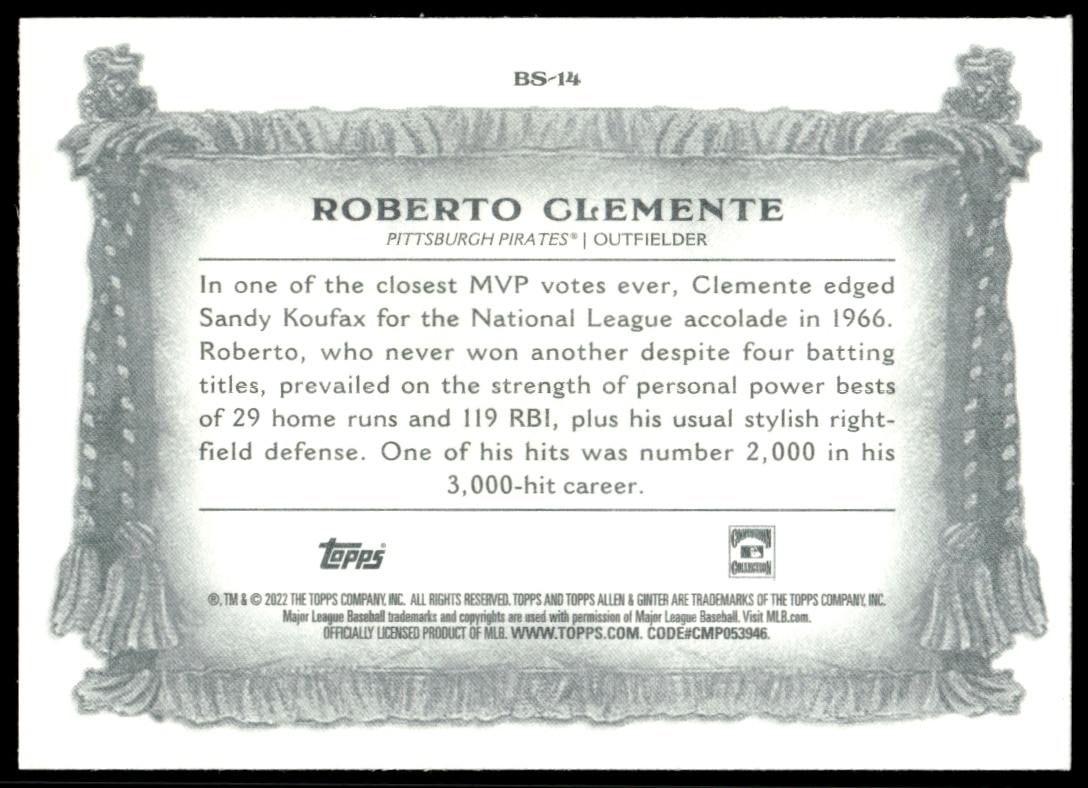 BS-14
ROBERTO CLEMENTE
PITTSBURGH PIRATES® | OUTFIELDER
In one of the closest MVP votes ever, Clemente edged
Sandy Koufax for the National League accolade in 1966.
Roberto, who never won another despite four batting
titles, prevailed on the strength of personal power bests
of 29 home runs and 119 RBI, plus his usual stylish right-
field defense. One of his hits was number 2,000 in his
3,000-hit career.
topps®
COOPERSTOWN
COLLECTION
®, TM & © 2022 THE TOPPS COMPANY, INC. ALL RIGHTS RESERVED. TOPPS AND TOPPS ALLEN & GINTER ARE TRADEMARKS OF THE TOPPS COMPANY, INC.
Major League Baseball trademarks and copyrights are used with permission of Major League Baseball. Visit MLB.com.
OFFICIALLY LICENSED PRODUCT OF MLB. WWW.TOPPS.COM. CODE#CMP053946.